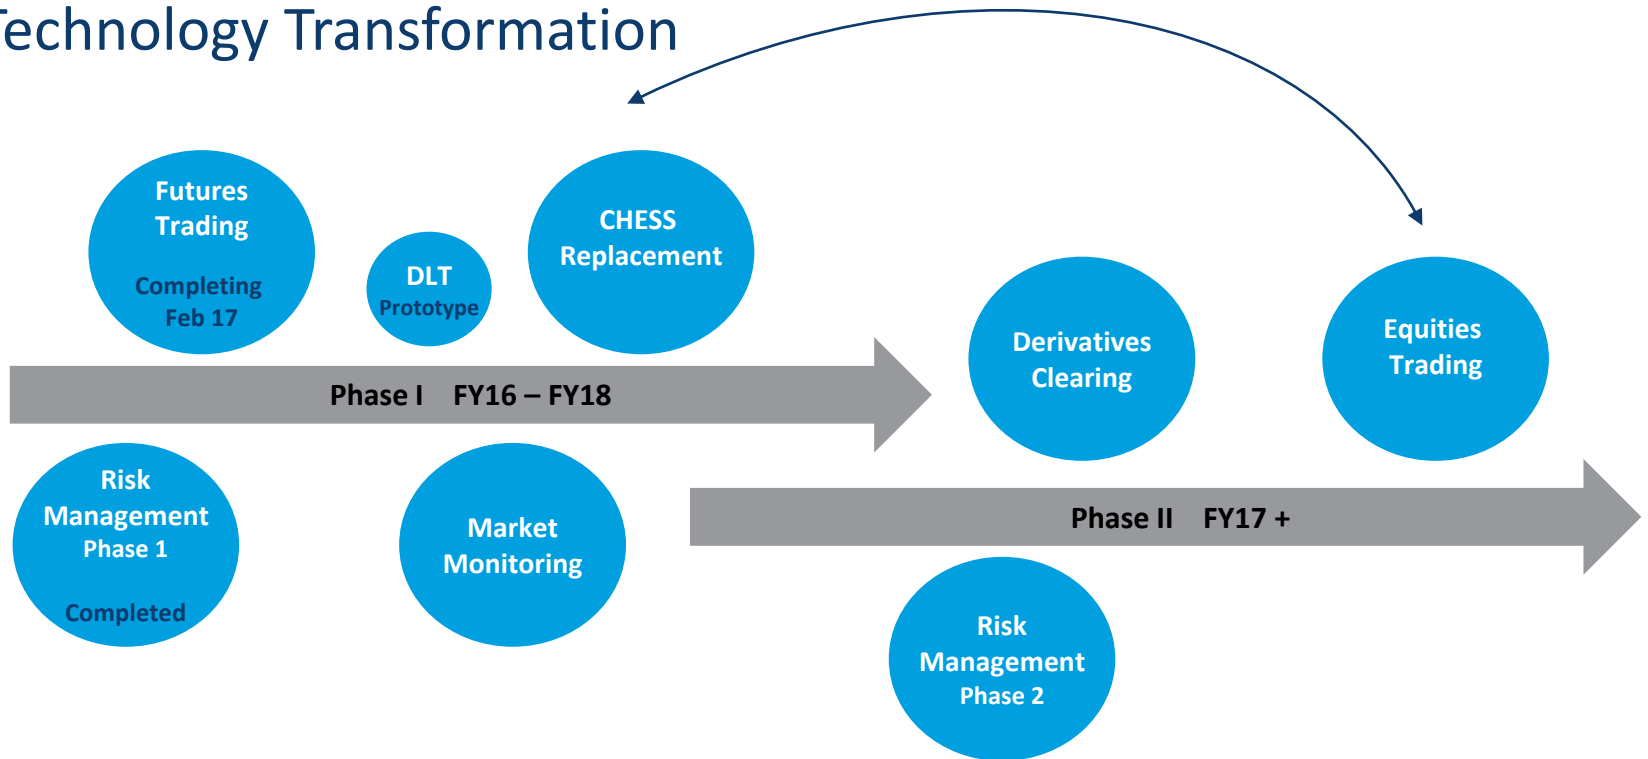 Technology Transformation
Futures
Trading
Completing
Feb 17
DLT
Prototype
CHESS
Replacement
Derivatives
Clearing
Equities
Trading
Phase I FY16 – FY18
Risk
Management
Phase 1
Completed
Market
Monitoring
Phase II FY17 +
Risk
Management
Phase 2